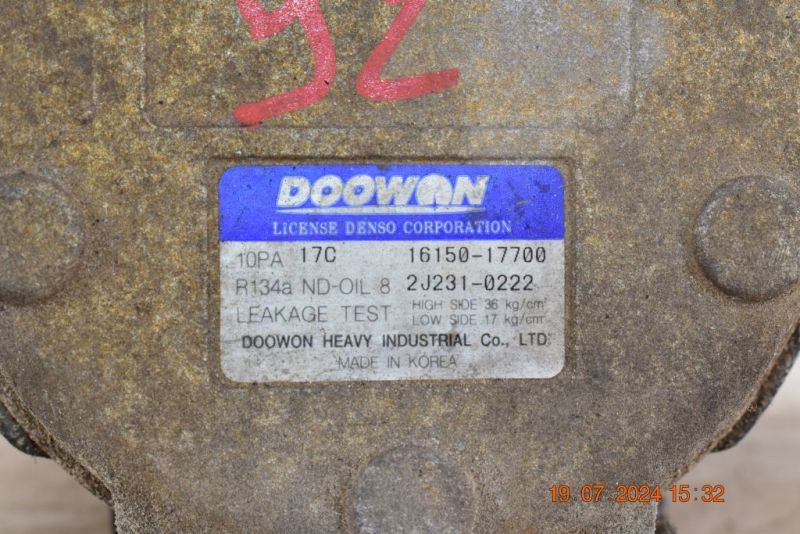 92
DOOWON
LICENSE DENSO CORPORATION
10PA 17C 16150-17700
R134a ND-OIL 8 2J231-0222
LEAKAGE TEST HIGH SIDE 36 kg/cm²
LOW SIDE 17 kg/cm²
DOOWON HEAVY INDUSTRIAL Co., LTD.
MADE IN KOREA
19.07.2024 15:32